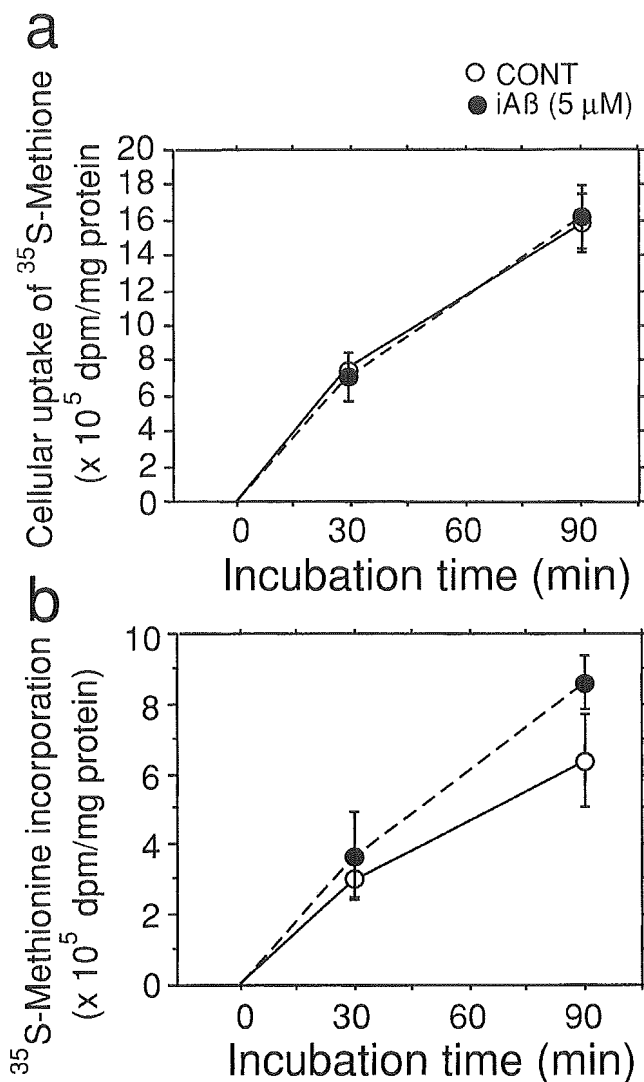 a
○ CONT
● iAß (5 µM)
Cellular uptake of ³⁵S-Methione
(x 10⁵ dpm/mg protein
20
18
16
14
12
10
8
6
4
2
0
0 30 60 90
Incubation time (min)
b
³⁵S-Methionine incorporation
(x 10⁵ dpm/mg protein)
10
8
6
4
2
0
0 30 60 90
Incubation time (min)